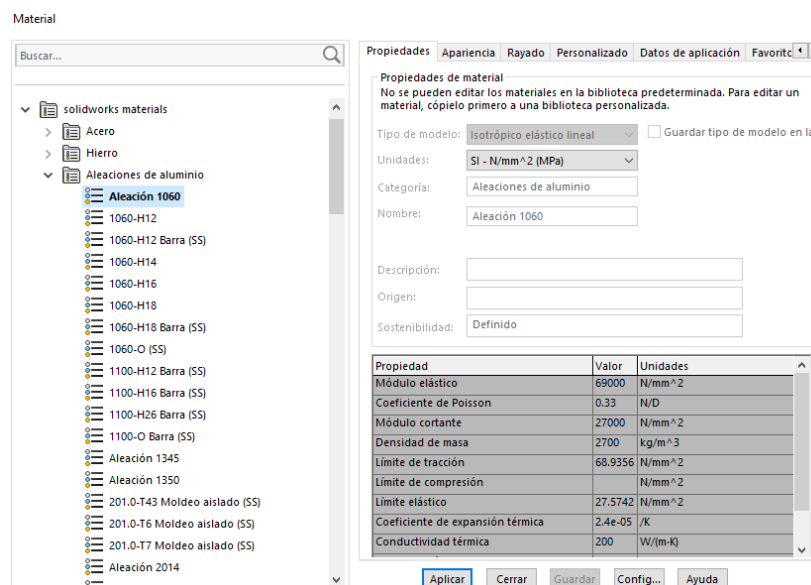 Material
Buscar...
solidworks materials
Acero
Hierro
Aleaciones de aluminio
Aleación 1060
1060-H12
1060-H12 Barra (SS)
1060-H14
1060-H16
1060-H18
1060-H18 Barra (SS)
1060-O (SS)
1100-H12 Barra (SS)
1100-H16 Barra (SS)
1100-H26 Barra (SS)
1100-O Barra (SS)
Aleación 1345
Aleación 1350
201.0-T43 Moldeo aislado (SS)
201.0-T6 Moldeo aislado (SS)
201.0-T7 Moldeo aislado (SS)
Aleación 2014
Propiedades Apariencia Rayado Personalizado Datos de aplicación Favoritc
Propiedades de material
No se pueden editar los materiales en la biblioteca predeterminada. Para editar un
material, cópielo primero a una biblioteca personalizada.
Tipo de modelo: Isotrópico elástico lineal Guardar tipo de modelo en la
Unidades: SI - N/mm^2 (MPa)
Categoría: Aleaciones de aluminio
Nombre: Aleación 1060
Descripción:
Origen:
Sostenibilidad: Definido
Propiedad Valor Unidades
Módulo elástico 69000 N/mm^2
Coeficiente de Poisson 0.33 N/D
Módulo cortante 27000 N/mm^2
Densidad de masa 2700 kg/m^3
Límite de tracción 68.9356 N/mm^2
Límite de compresión N/mm^2
Límite elástico 27.5742 N/mm^2
Coeficiente de expansión térmica 2.4e-05 /K
Conductividad térmica 200 W/(m·K)
Aplicar Cerrar Guardar Config... Ayuda